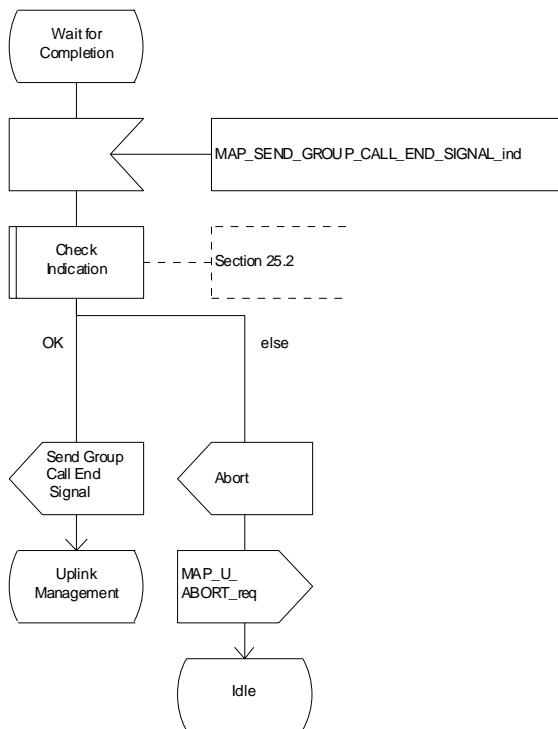 Wait for
Completion
MAP_SEND_GROUP_CALL_END_SIGNAL_ind
Check
Indication
Section 25.2
OK
else
Send Group
Call End
Signal
Abort
Uplink
Management
MAP_U_
ABORT_req
Idle